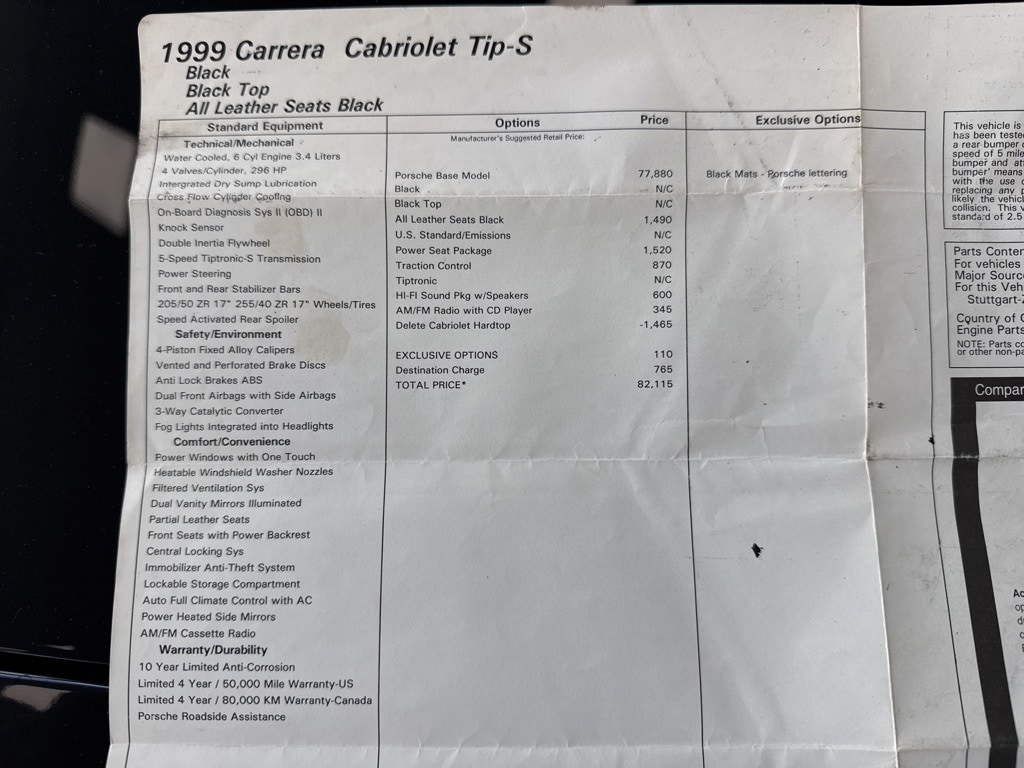 1999 Carrera Cabriolet Tip-S
Black
Black Top
All Leather Seats Black
Standard Equipment
Technical/Mechanical
Water Cooled, 6 Cyl Engine 3.4 Liters
4 Valves/Cylinder, 296 HP
Intergrated Dry Sump Lubrication
Cross Flow Cylinder Cooling
On-Board Diagnosis Sys II (OBD) II
Knock Sensor
Double Inertia Flywheel
5-Speed Tiptronic-S Transmission
Power Steering
Front and Rear Stabilizer Bars
205/50 ZR 17" 255/40 ZR 17" Wheels/Tires
Speed Activated Rear Spoiler
Safety/Environment
4-Piston Fixed Alloy Calipers
Vented and Perforated Brake Discs
Anti Lock Brakes ABS
Dual Front Airbags with Side Airbags
3-Way Catalytic Converter
Fog Lights Integrated into Headlights
Comfort/Convenience
Power Windows with One Touch
Heatable Windshield Washer Nozzles
Filtered Ventilation Sys
Dual Vanity Mirrors Illuminated
Partial Leather Seats
Front Seats with Power Backrest
Central Locking Sys
Immobilizer Anti-Theft System
Lockable Storage Compartment
Auto Full Climate Control with AC
Power Heated Side Mirrors
AM/FM Cassette Radio
Warranty/Durability
10 Year Limited Anti-Corrosion
Limited 4 Year / 50,000 Mile Warranty-US
Limited 4 Year / 80,000 KM Warranty-Canada
Porsche Roadside Assistance
Options Price
Manufacturer's Suggested Retail Price:
Porsche Base Model 77,880
Black N/C
Black Top N/C
All Leather Seats Black 1,490
U.S. Standard/Emissions N/C
Power Seat Package 1,520
Traction Control 870
Tiptronic N/C
HI-FI Sound Pkg w/Speakers 600
AM/FM Radio with CD Player 345
Delete Cabriolet Hardtop -1,465
EXCLUSIVE OPTIONS 110
Destination Charge 765
TOTAL PRICE* 82,115
Exclusive Options
Black Mats - Porsche lettering
This vehicle is
has been teste
a rear bumper
speed of 5 mile
bumper and at
bumper' means
with the use
replacing any
likely the vehicl
collision. This v
standard of 2.5
Parts Conten
For vehicles
Major Source
For this Veh
Stuttgart-
Country of
Engine Parts
NOTE: Parts co
or other non-pa
Compar